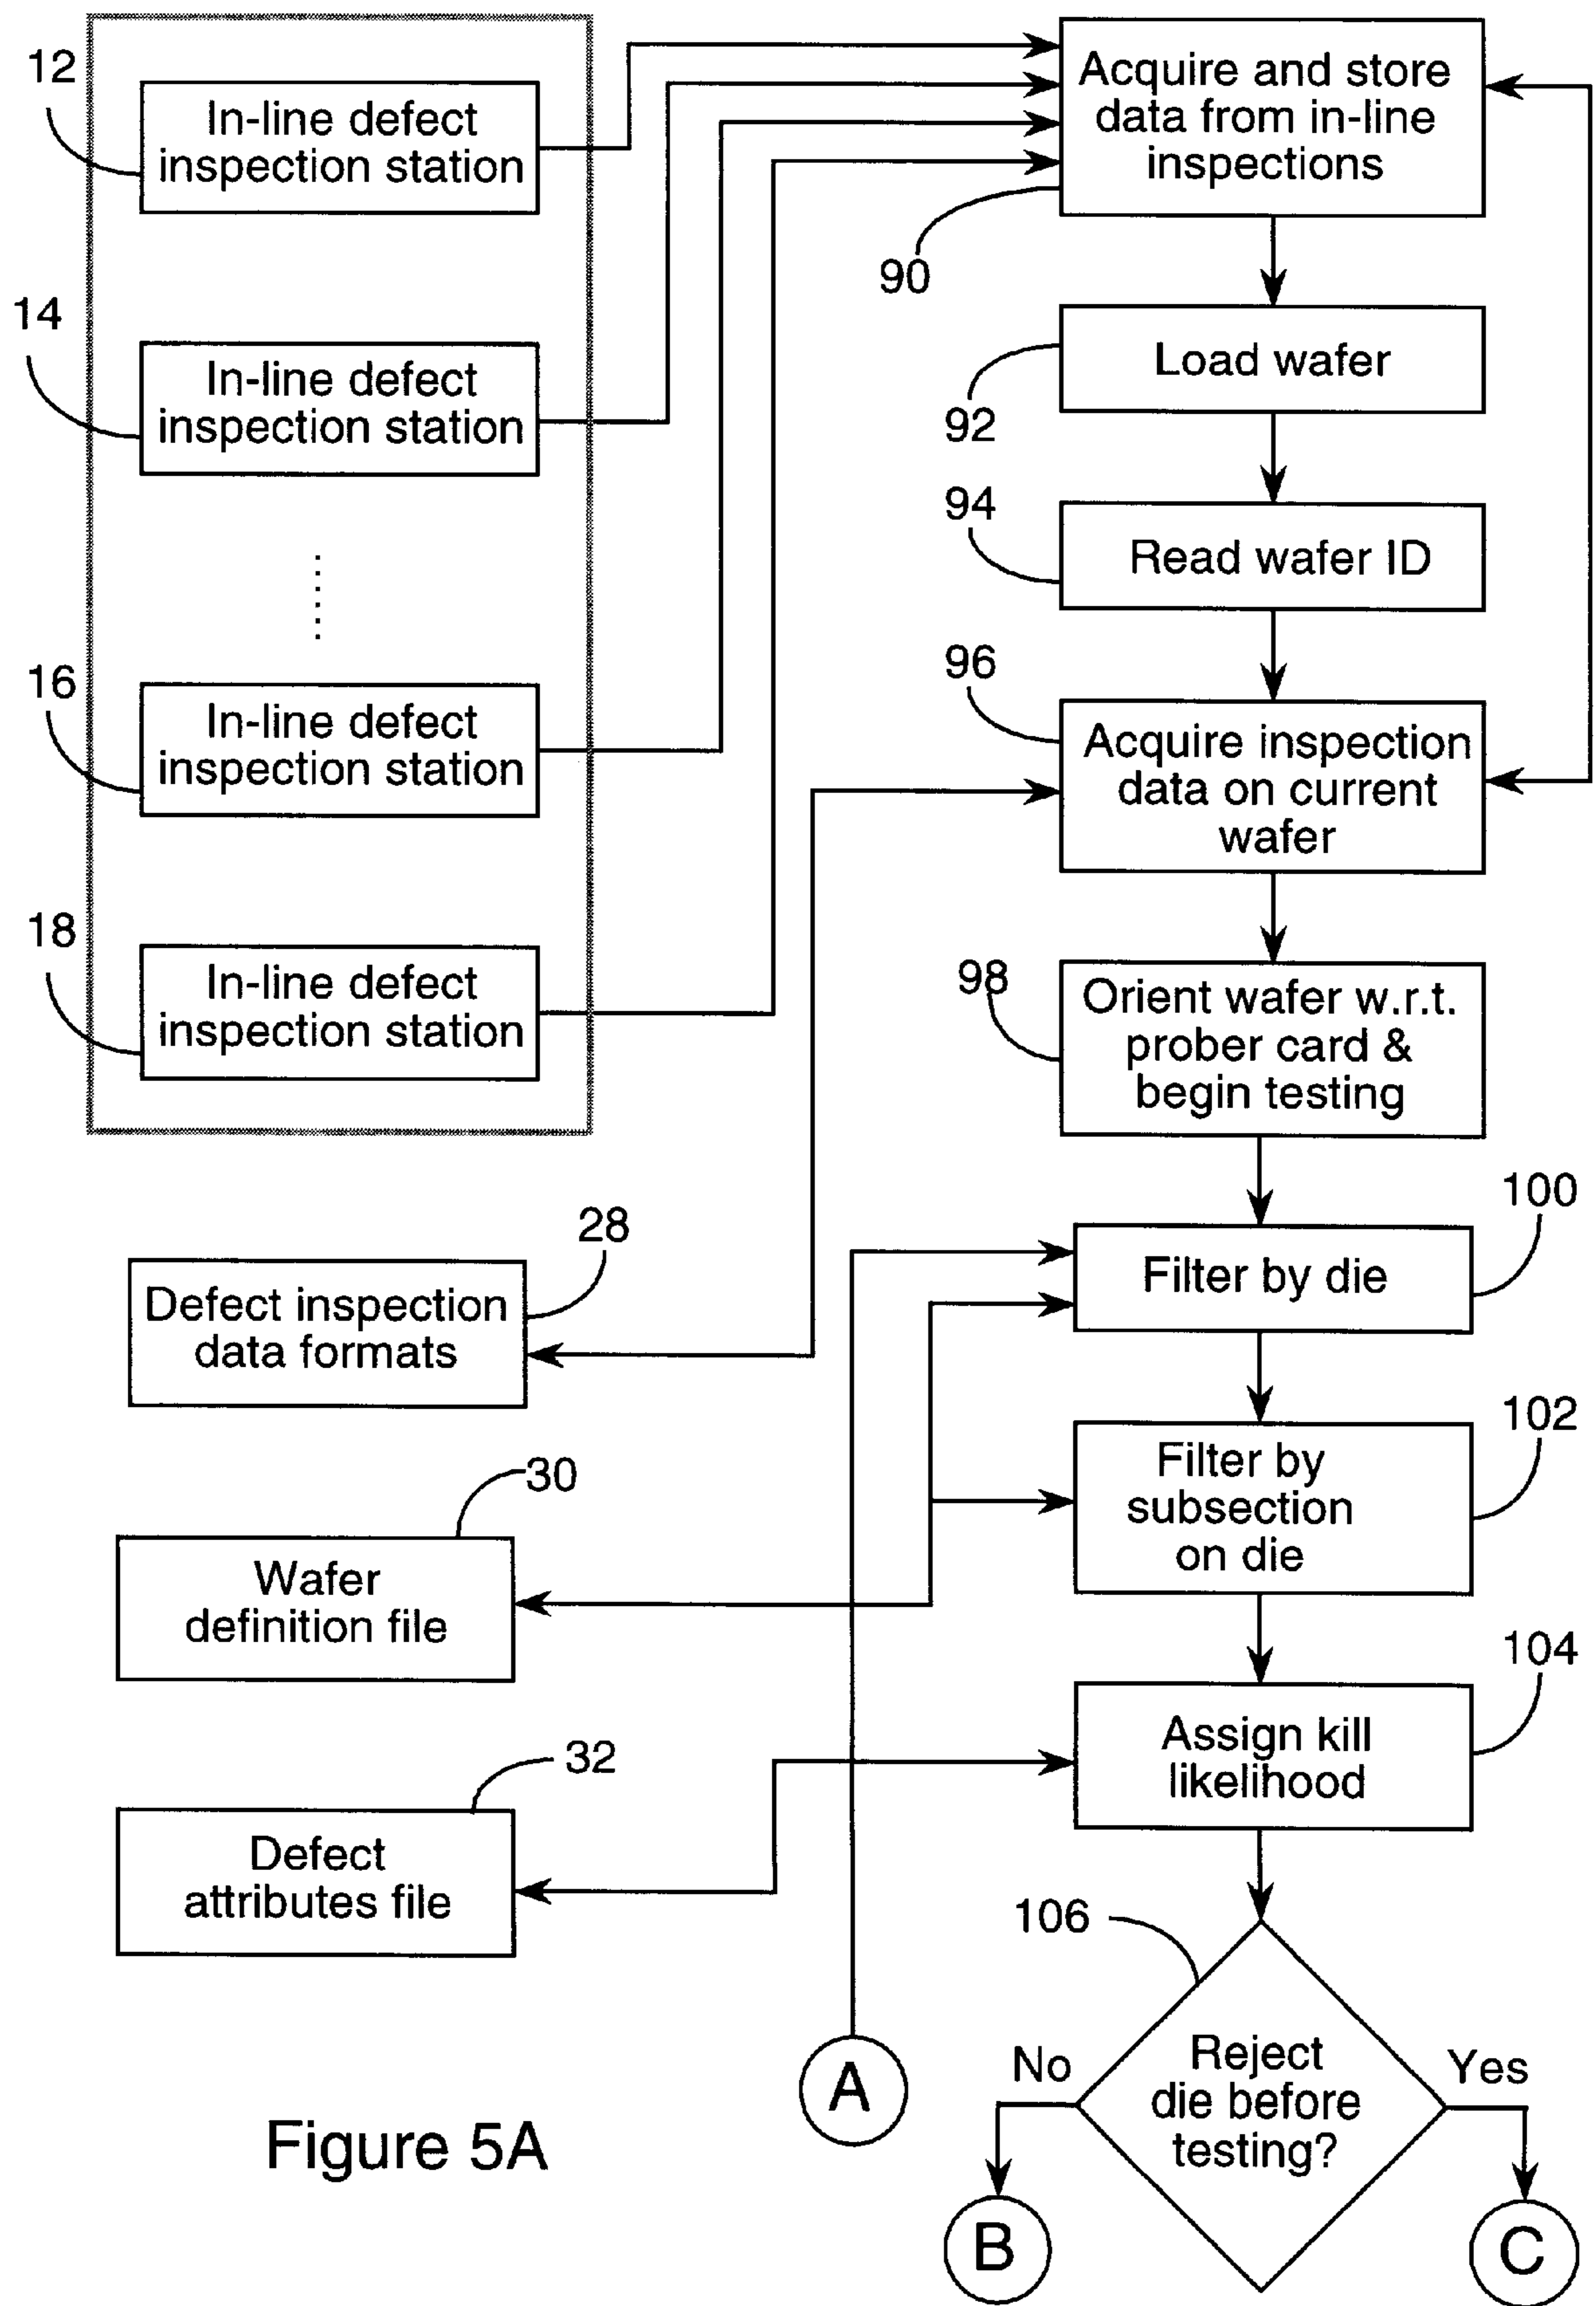 12
In-line defect
inspection station
14
In-line defect
inspection station
16
In-line defect
inspection station
18
In-line defect
inspection station
Acquire and store
data from in-line
inspections
90
Load wafer
92
94
Read wafer ID
96
Acquire inspection
data on current
wafer
98
Orient wafer w.r.t.
prober card &
begin testing
100
Filter by die
28
Defect inspection
data formats
102
Filter by
subsection
on die
30
Wafer
definition file
104
Assign kill
likelihood
32
Defect
attributes file
106
Reject
die before
testing?
No
Yes
A
B
C
Figure 5A